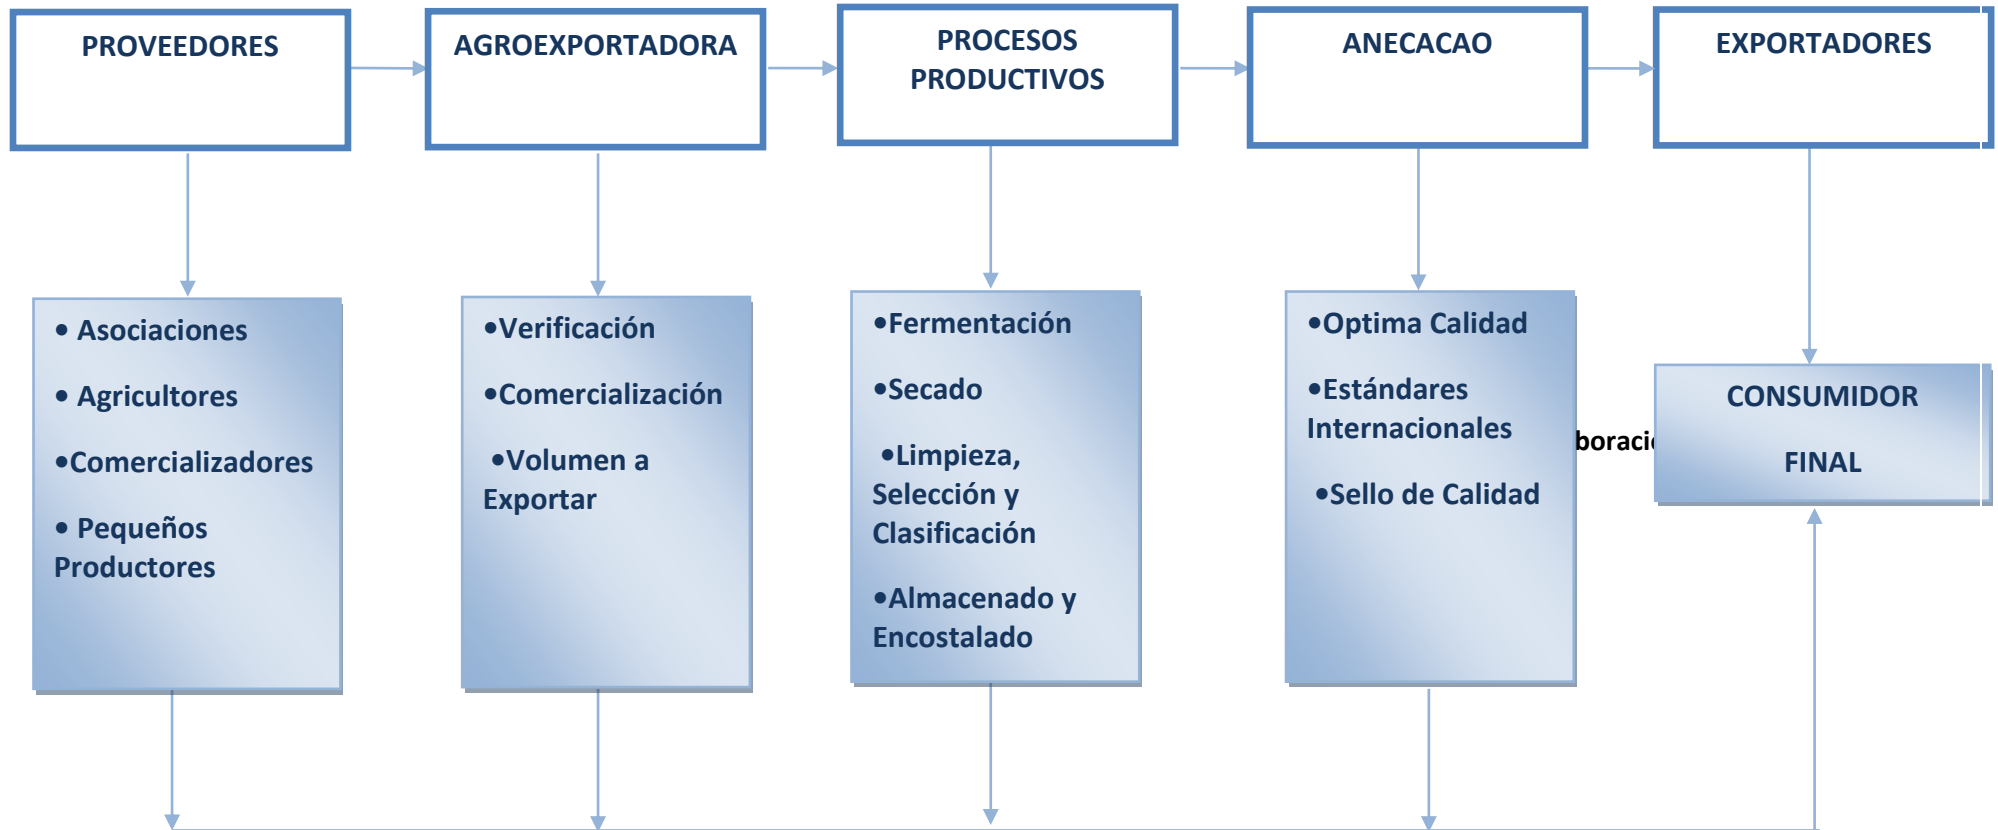 PROVEEDORES
AGROEXPORTADORA
PROCESOS
PRODUCTIVOS
ANECACAO
EXPORTADORES
• Asociaciones
• Agricultores
•Comercializadores
• Pequeños
Productores
•Verificación
•Comercialización
•Volumen a
Exportar
•Fermentación
•Secado
•Limpieza,
Selección y
Clasificación
•Almacenado y
Encostalado
•Optima Calidad
•Estándares
Internacionales
•Sello de Calidad
CONSUMIDOR
FINAL